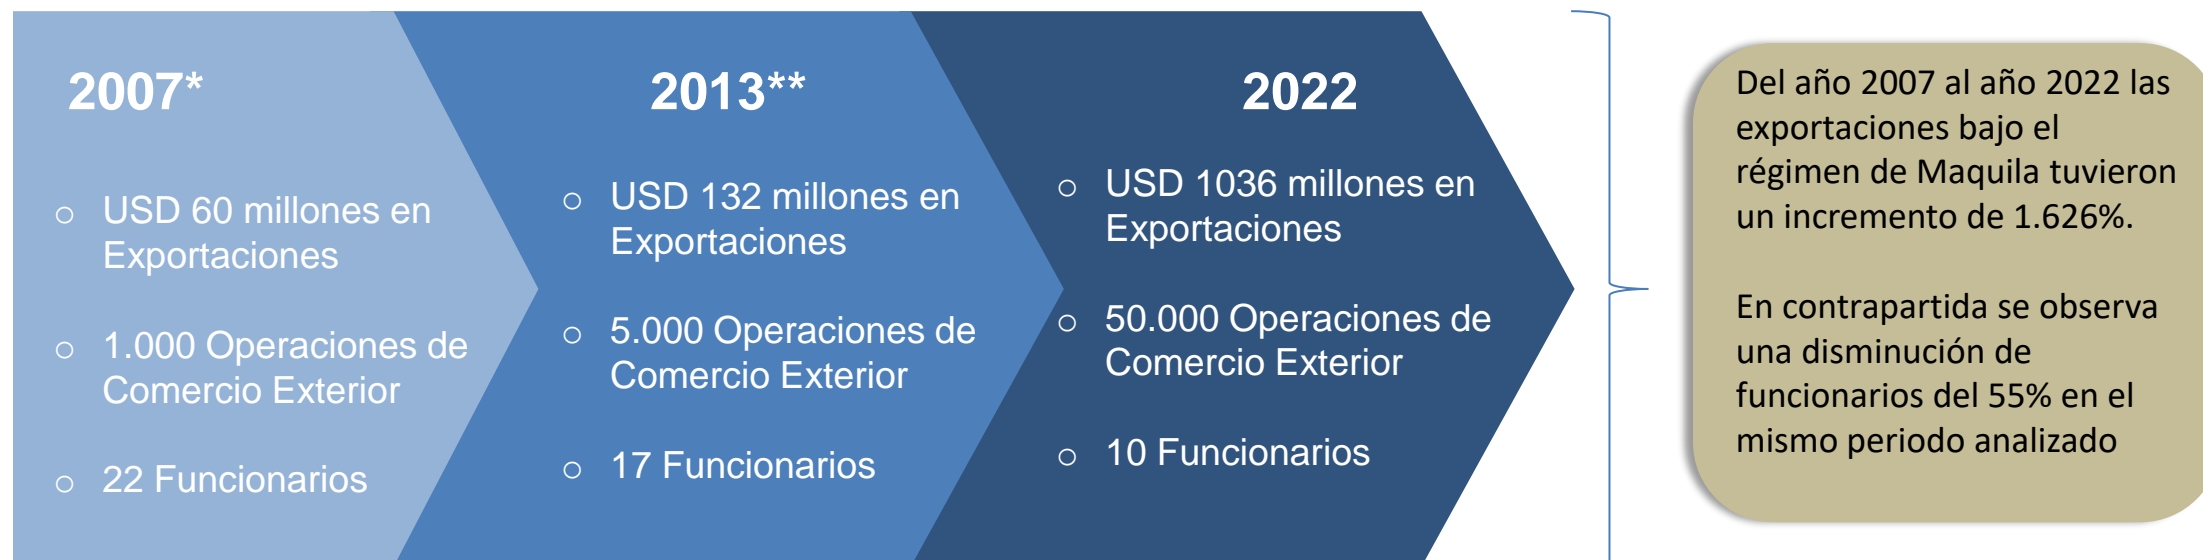 2007*
USD 60 millones en
Exportaciones
1.000 Operaciones de
Comercio Exterior
22 Funcionarios
2013**
USD 132 millones en
Exportaciones
5.000 Operaciones de
Comercio Exterior
17 Funcionarios
2022
USD 1036 millones en
Exportaciones
50.000 Operaciones de
Comercio Exterior
10 Funcionarios
Del año 2007 al año 2022 las
exportaciones bajo el
régimen de Maquila tuvieron
un incremento de 1.626%.
En contrapartida se observa
una disminución de
funcionarios del 55% en el
mismo periodo analizado